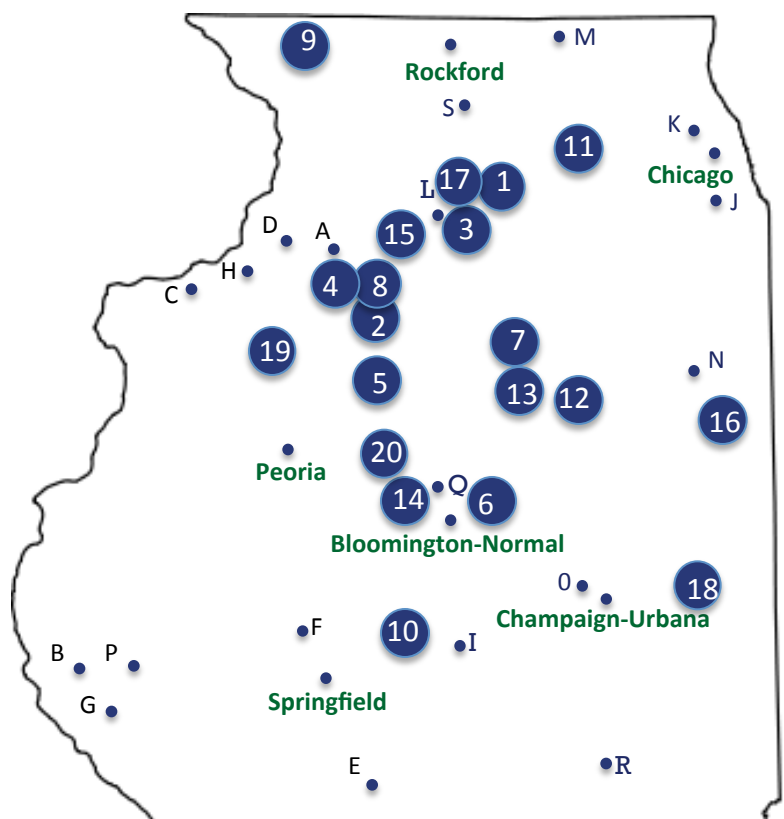 9
M
Rockford
S
K
11
Chicago
17
1
L
J
3
15
D
A
H
4
8
C
2
7
19
N
5
13
12
16
20
Peoria
Q
14
6
Bloomington-Normal
0
18
Champaign-Urbana
F
10
I
B
P
Springfield
G
R
E